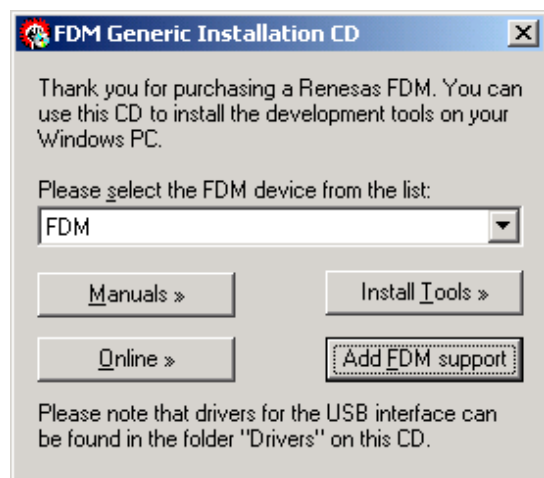 FDM Generic Installation CD
Thank you for purchasing a Renesas FDM. You can
use this CD to install the development tools on your
Windows PC.
Please select the FDM device from the list:
FDM
Manuals »
Install Tools »
Online »
Add FDM support
Please note that drivers for the USB interface can
be found in the folder "Drivers" on this CD.